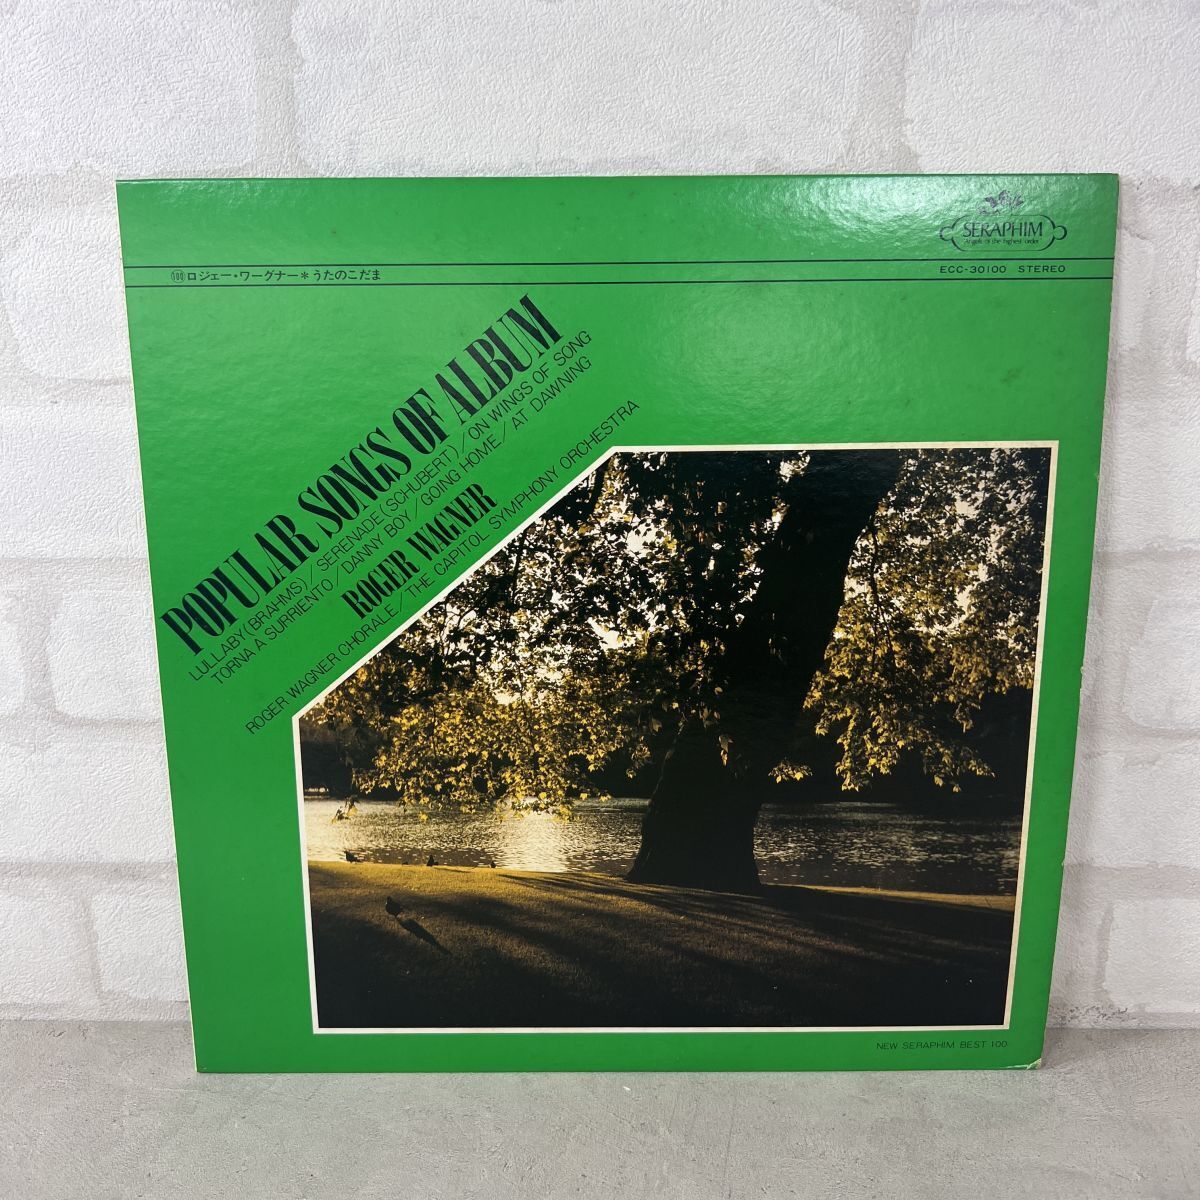 SERAPHIM
Angels of the highest order
⑩⓪ロジェー・ワーグナー*うたのこだま
ECC-30100 STEREO
POPULAR SONGS OF ALBUM
LULLABY(BRAHMS)/SERENADE(SCHUBERT)/ON WINGS OF SONG
TORNA A SURRIENTO/DANNY BOY/GOING HOME/AT DAWNING
ROGER WAGNER
ROGER WAGNER CHORALE/THE CAPITOL SYMPHONY ORCHESTRA
NEW SERAPHIM BEST 100